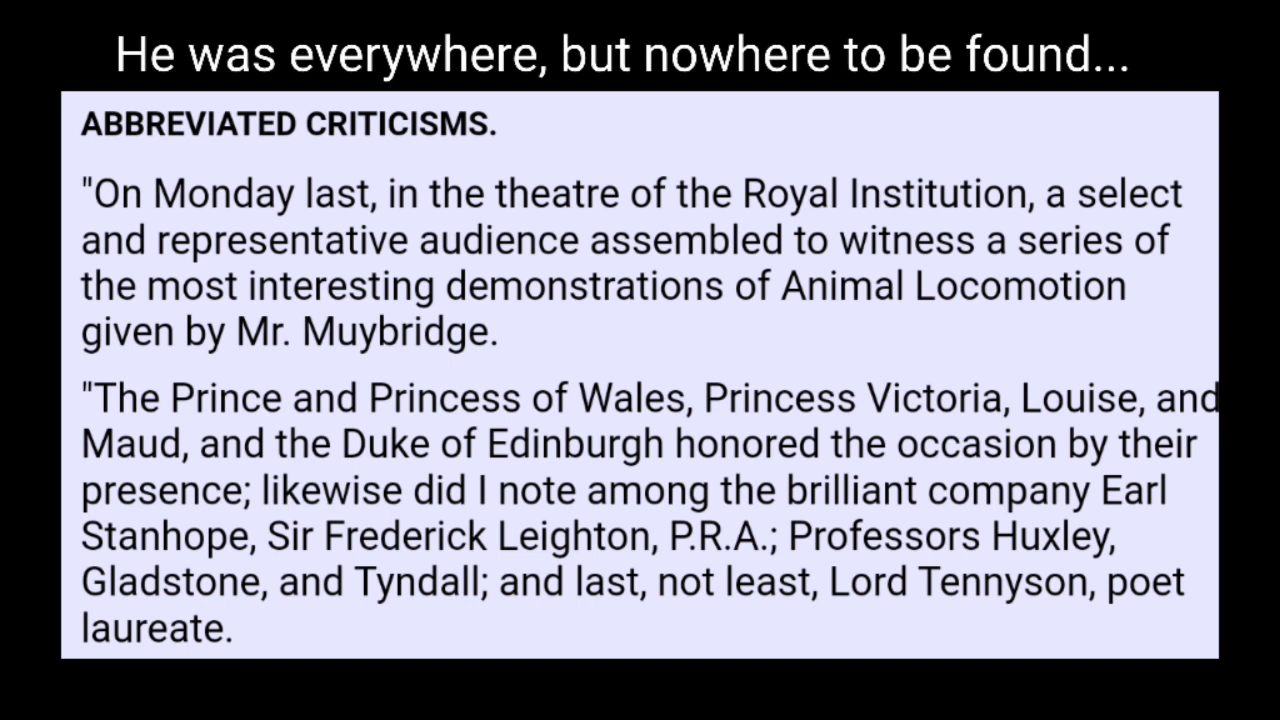 He was everywhere, but nowhere to be found...
ABBREVIATED CRITICISMS.
"On Monday last, in the theatre of the Royal Institution, a select
and representative audience assembled to witness a series of
the most interesting demonstrations of Animal Locomotion
given by Mr. Muybridge.
"The Prince and Princess of Wales, Princess Victoria, Louise, and
Maud, and the Duke of Edinburgh honored the occasion by their
presence; likewise did I note among the brilliant company Earl
Stanhope, Sir Frederick Leighton, P.R.A.; Professors Huxley,
Gladstone, and Tyndall; and last, not least, Lord Tennyson, poet
laureate.